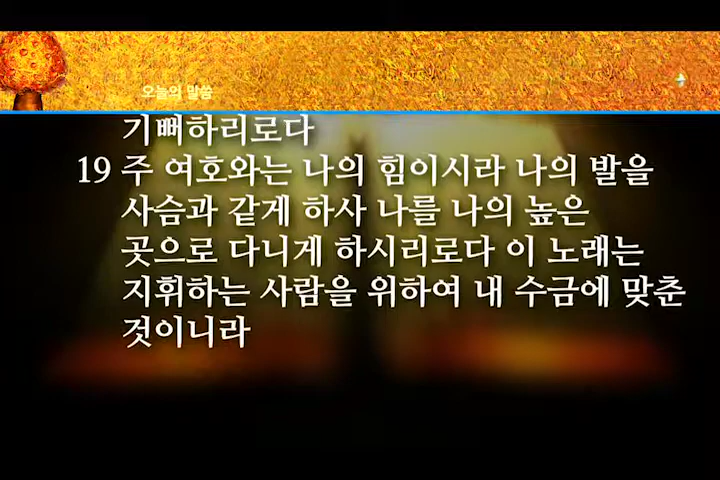 오늘의 말씀
기뻐하리로다
19 주 여호와는 나의 힘이시라 나의 발을
사슴과 같게 하사 나를 나의 높은
곳으로 다니게 하시리로다 이 노래는
지휘하는 사람을 위하여 내 수금에 맞춘
것이니라